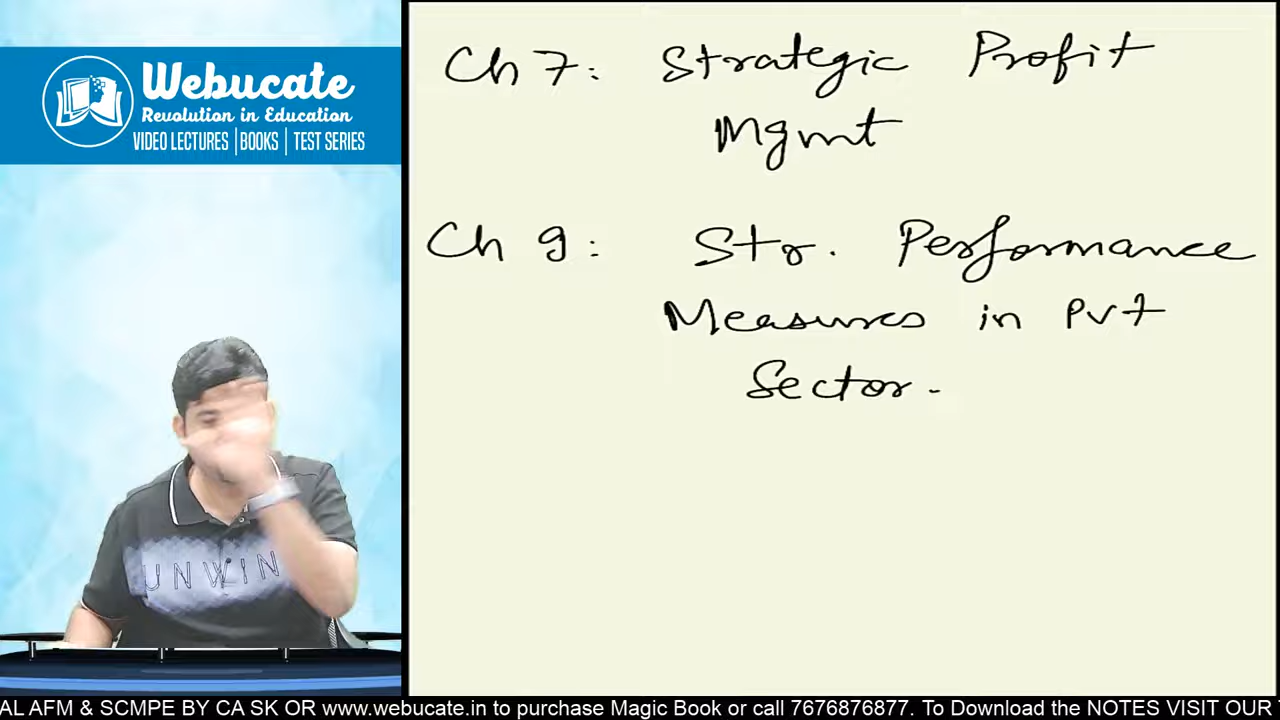 Webucate
Revolution in Education
VIDEO LECTURES | BOOKS | TEST SERIES
Ch 7: Strategic Profit
Mgmt
Ch 9: Str. Performance
Measures in Pvt
Sector.
UNWIN
AL AFM & SCMPE BY CA SK OR www.webucate.in to purchase Magic Book or call 7676876877. To Download the NOTES VISIT OUR